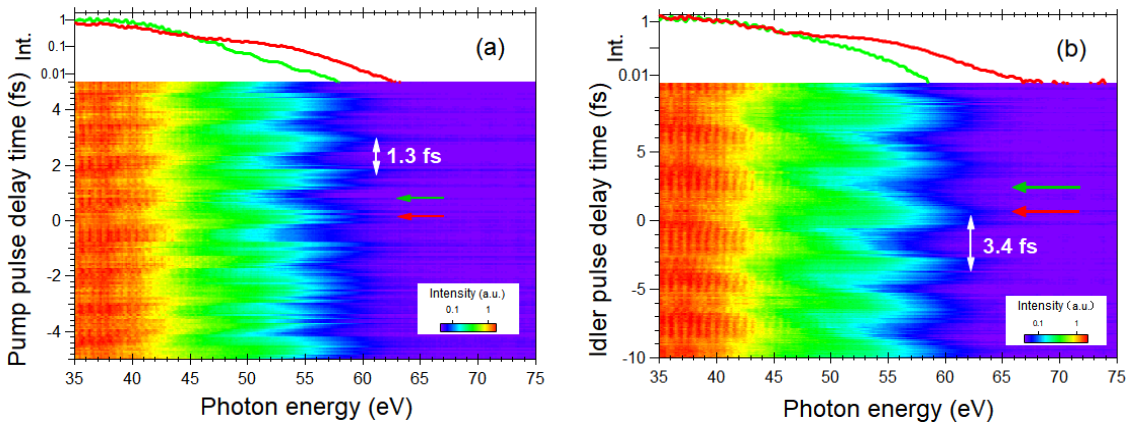 1
0.1
0.01
Int.
(a)
Pump pulse delay time (fs)
4
2
0
-2
-4
1.3 fs
Intensity (a.u.)
0.1 1
35 40 45 50 55 60 65 70 75
Photon energy (eV)
1
0.01
Int.
(b)
Idler pulse delay time (fs)
5
0
-5
-10
3.4 fs
Intensity (a.u.)
0.1 1
35 40 45 50 55 60 65 70 75
Photon energy (eV)